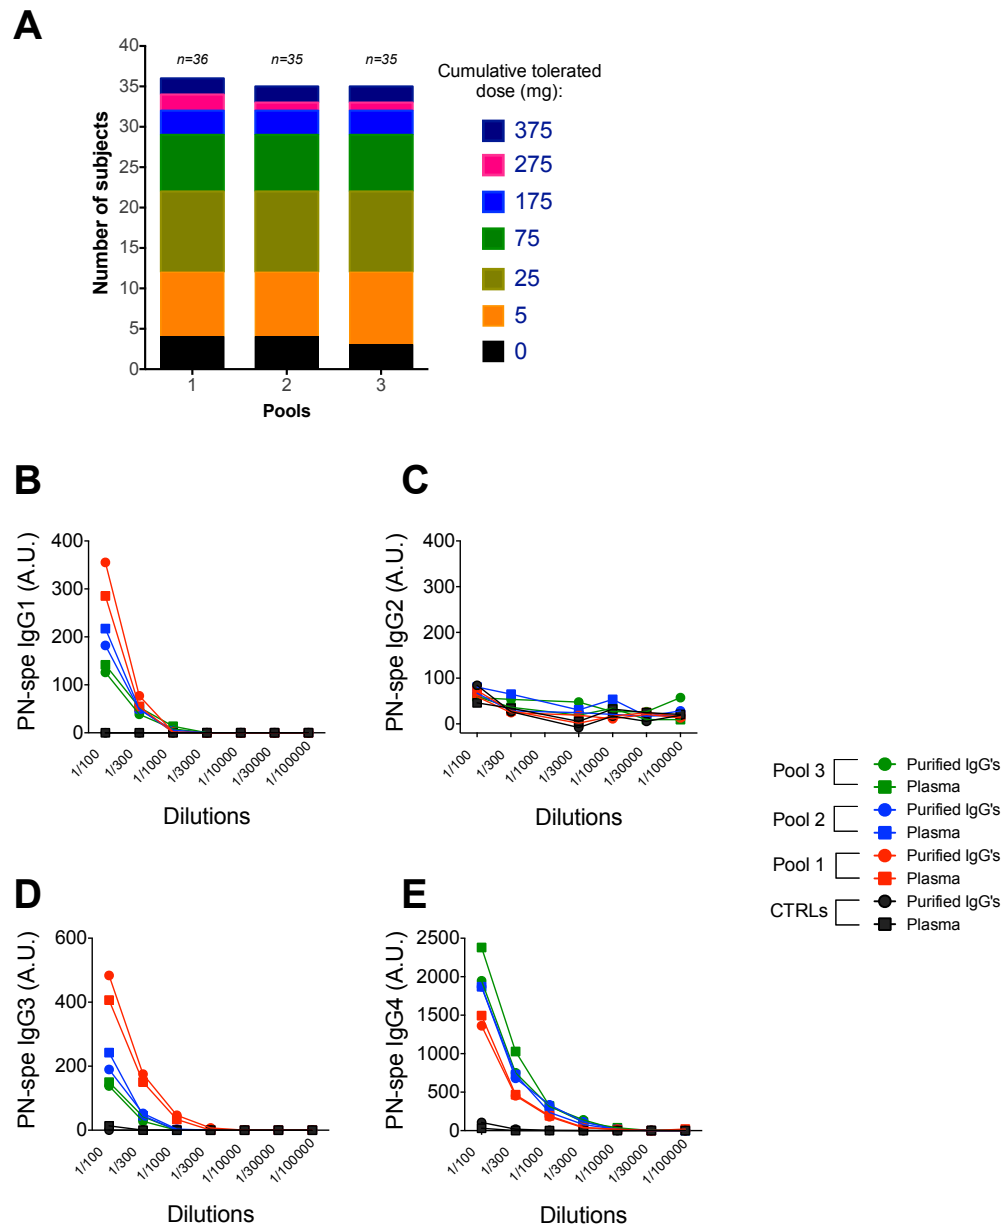 A
n=36
n=35
n=35
Number of subjects
40
35
30
25
20
15
10
5
0
1
2
3
Pools
Cumulative tolerated
dose (mg):
375
275
175
75
25
5
0
B
PN-spe IgG1 (A.U.)
400
300
200
100
0
1/100
1/300
1/1000
1/3000
1/10000
1/30000
1/100000
Dilutions
C
PN-spe IgG2 (A.U.)
400
300
200
100
0
1/100
1/300
1/1000
1/3000
1/10000
1/30000
1/100000
Dilutions
Pool 3
Purified IgG's
Plasma
Pool 2
Purified IgG's
Plasma
Pool 1
Purified IgG's
Plasma
CTRLs
Purified IgG's
Plasma
D
PN-spe IgG3 (A.U.)
600
400
200
0
1/100
1/300
1/1000
1/3000
1/10000
1/30000
1/100000
Dilutions
E
PN-spe IgG4 (A.U.)
2500
2000
1500
1000
500
0
1/100
1/300
1/1000
1/3000
1/10000
1/30000
1/100000
Dilutions